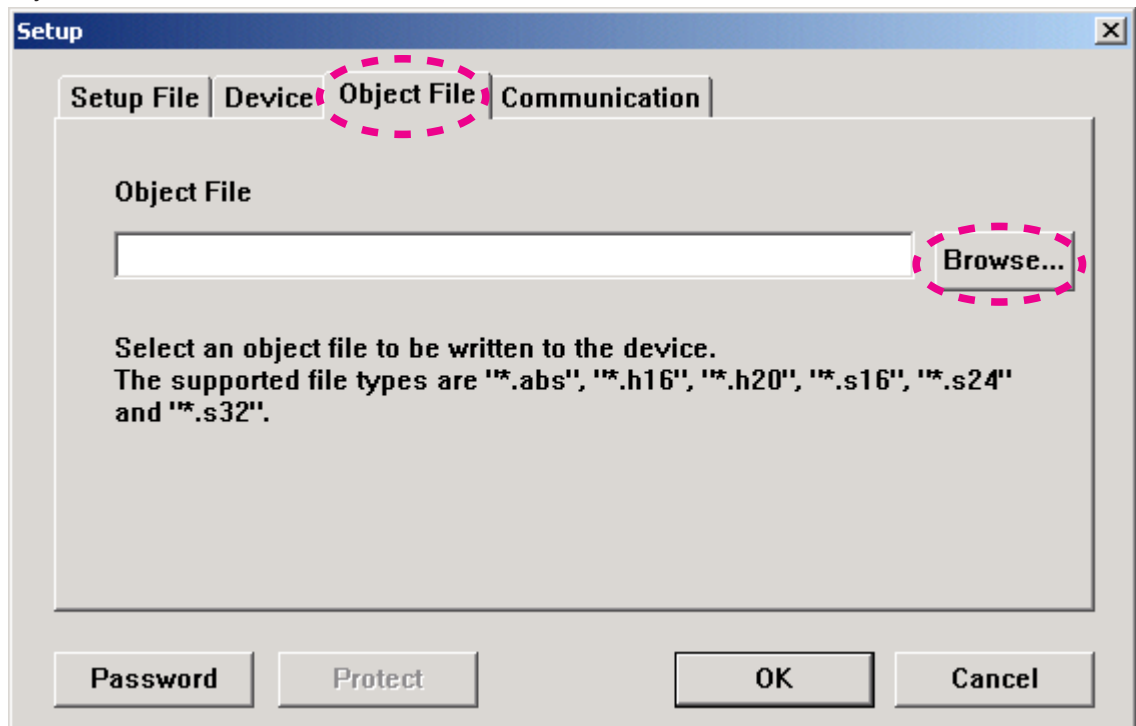 Setup
Setup File Device Object File Communication
Object File
Browse...
Select an object file to be written to the device.
The supported file types are "*.abs", "*.h16", "*.h20", "*.s16", "*.s24"
and "*.s32".
Password Protect OK Cancel